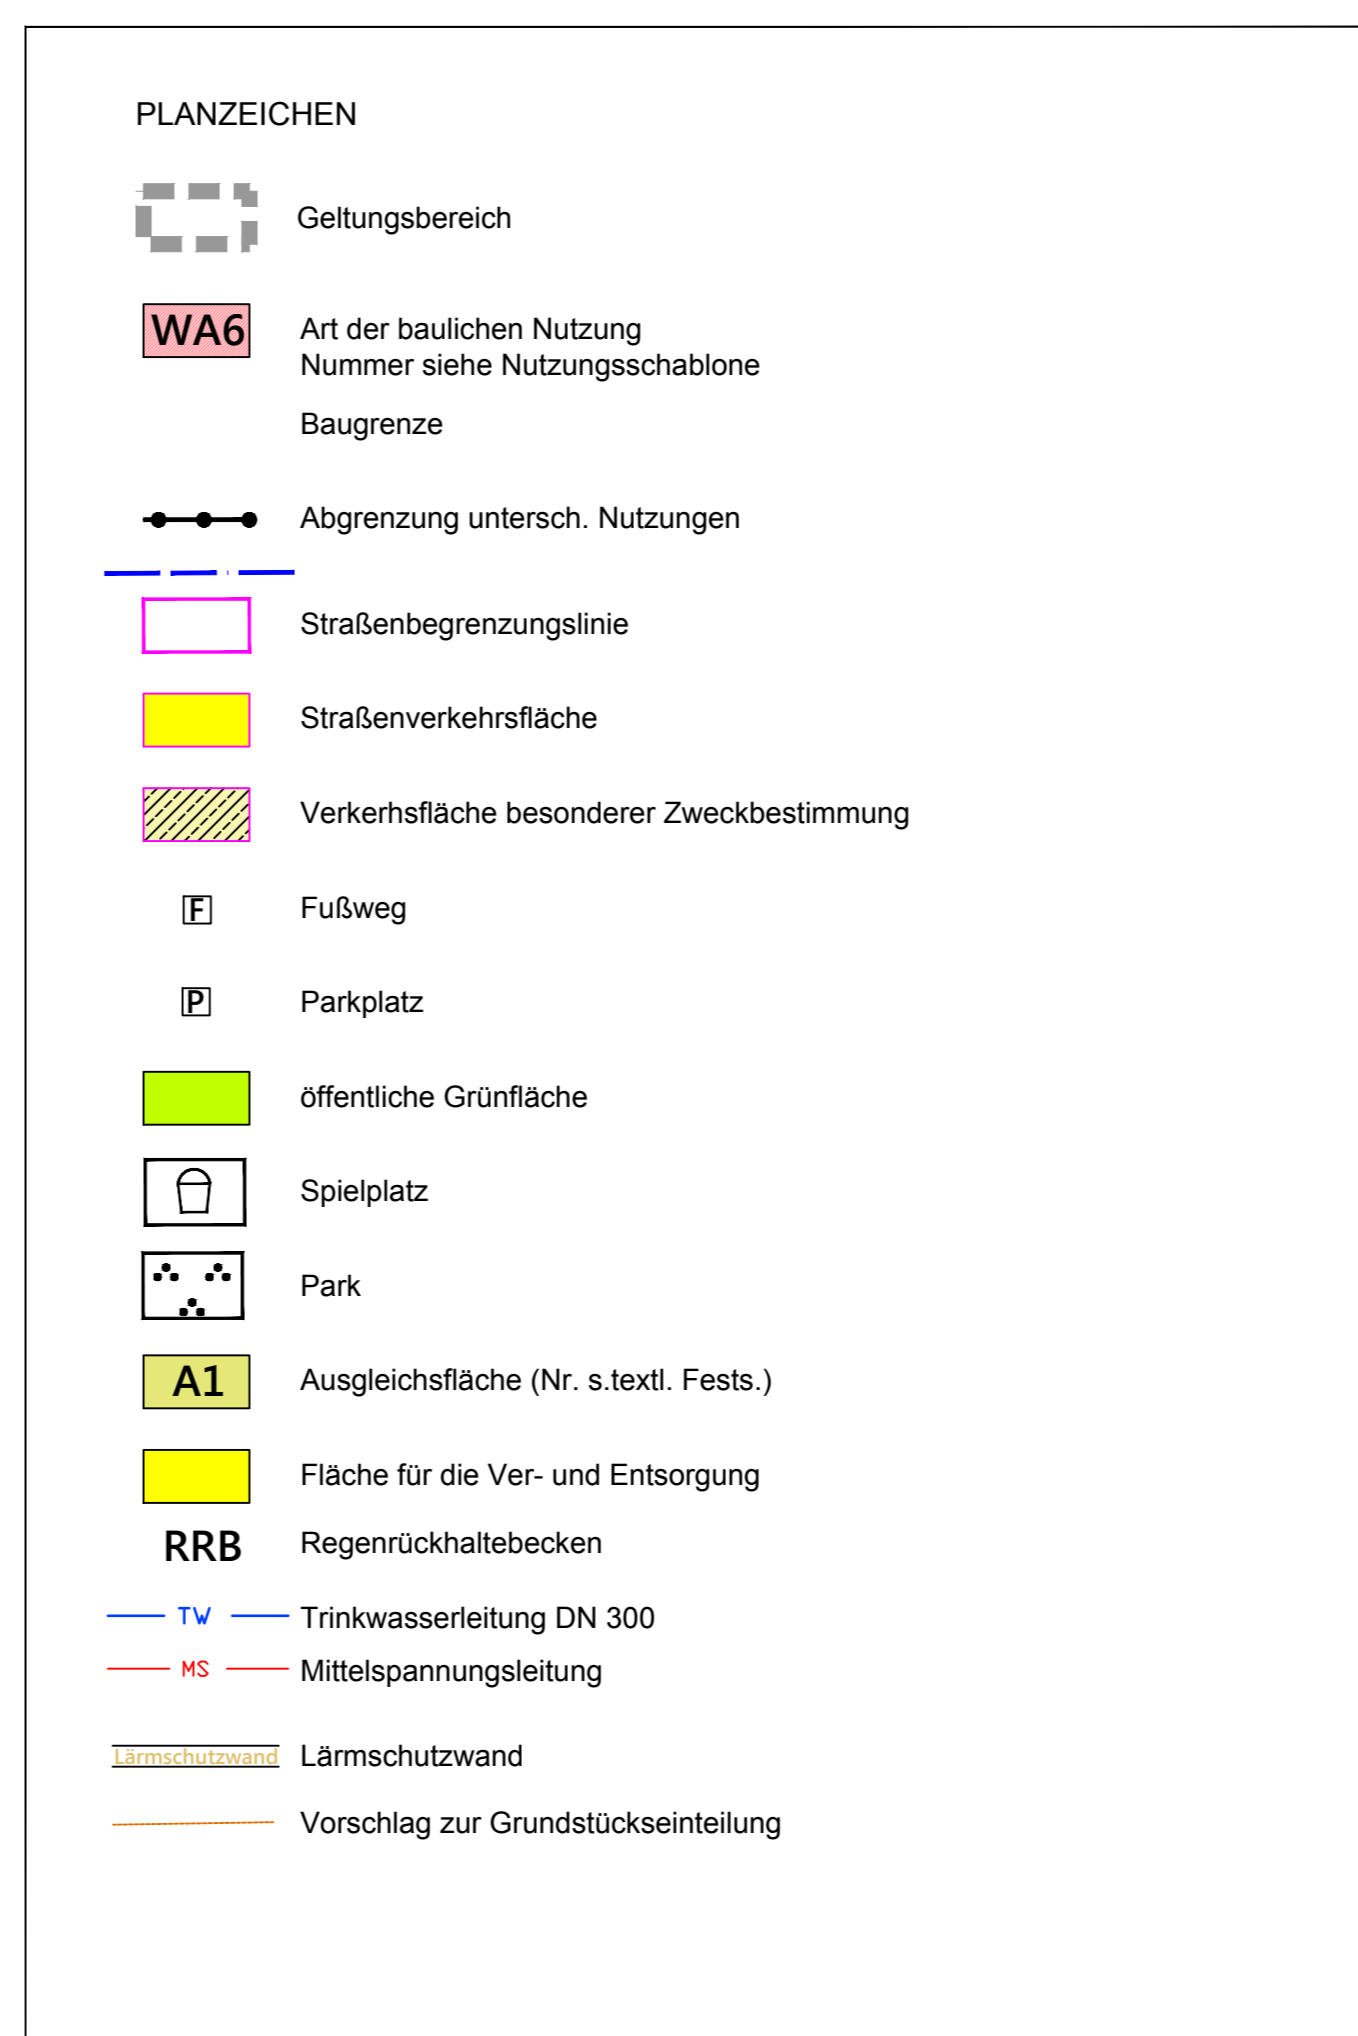 PLANZEICHEN
Geltungsbereich
WA6 Art der baulichen Nutzung
Nummer siehe Nutzungsschablone
Baugrenze
Abgrenzung untersch. Nutzungen
Straßenbegrenzungslinie
Straßenverkehrsfläche
Verkerhsfläche besonderer Zweckbestimmung
F Fußweg
P Parkplatz
öffentliche Grünfläche
Spielplatz
Park
A1 Ausgleichsfläche (Nr. s.textl. Fests.)
Fläche für die Ver- und Entsorgung
RRB Regenrückhaltebecken
TW Trinkwasserleitung DN 300
MS Mittelspannungsleitung
Lärmschutzwand Lärmschutzwand
Vorschlag zur Grundstückseinteilung